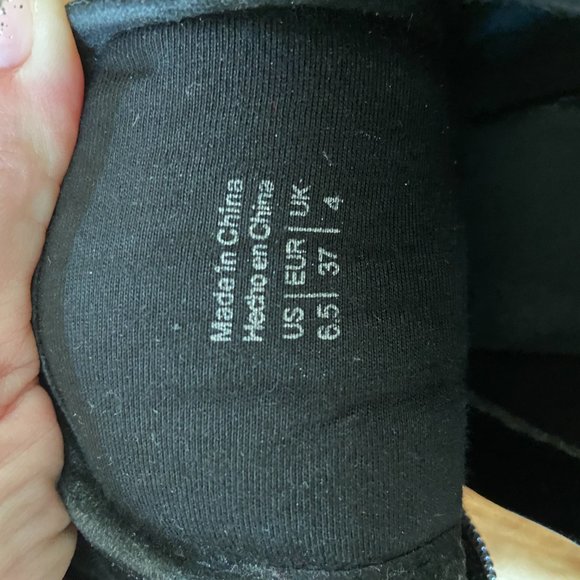 Made in China
Hecho en China
US | EUR | UK
6.5 | 37 | 4